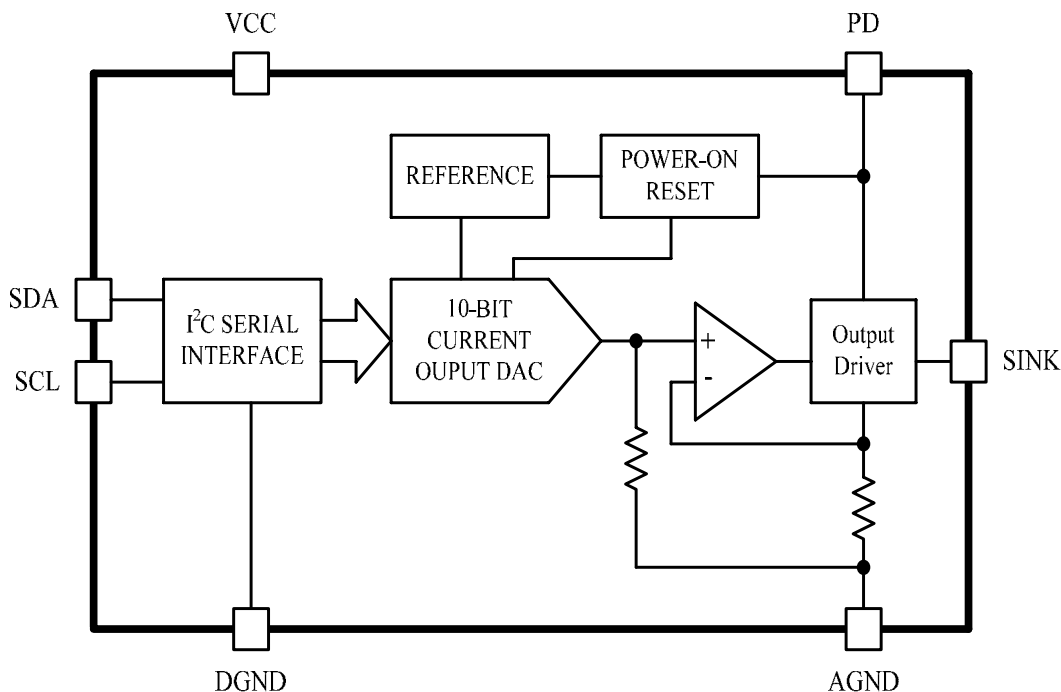 VCC
PD
REFERENCE
POWER-ON
RESET
SDA
SCL
I²C SERIAL
INTERFACE
10-BIT
CURRENT
OUPUT DAC
+
-
Output
Driver
SINK
DGND
AGND